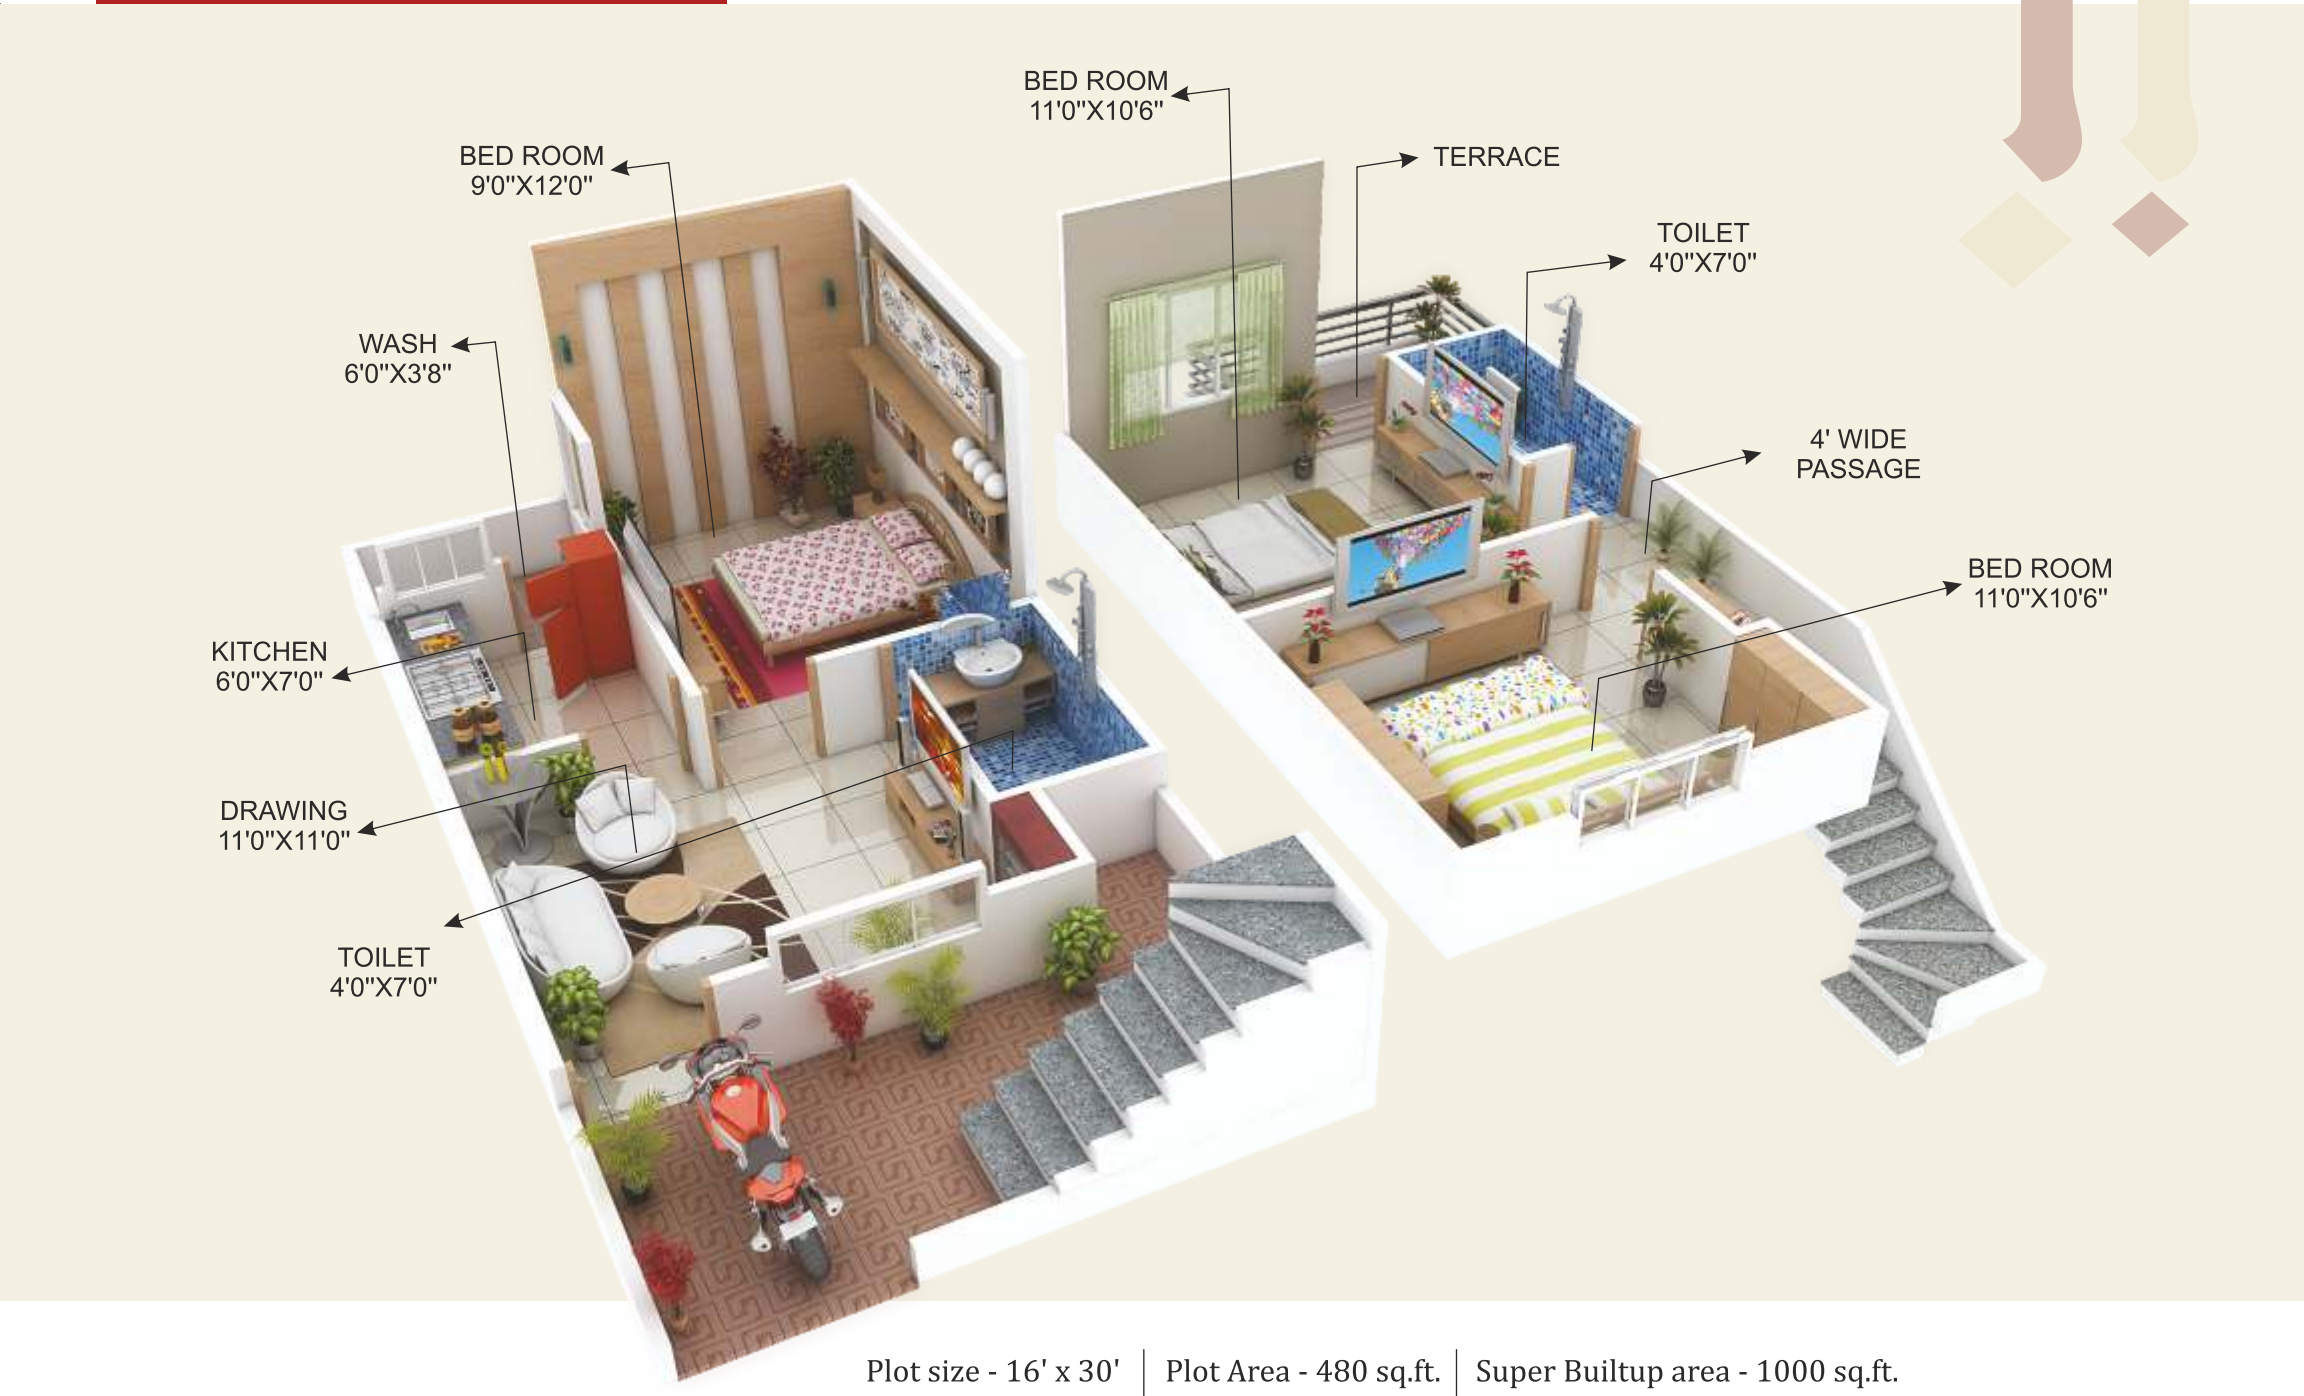 BED ROOM
11'0"X10'6"
BED ROOM
9'0"X12'0"
TERRACE
TOILET
4'0"X7'0"
WASH
6'0"X3'8"
4' WIDE
PASSAGE
BED ROOM
11'0"X10'6"
KITCHEN
6'0"X7'0"
DRAWING
11'0"X11'0"
TOILET
4'0"X7'0"
Plot size - 16' x 30' | Plot Area - 480 sq.ft. | Super Builtup area - 1000 sq.ft.